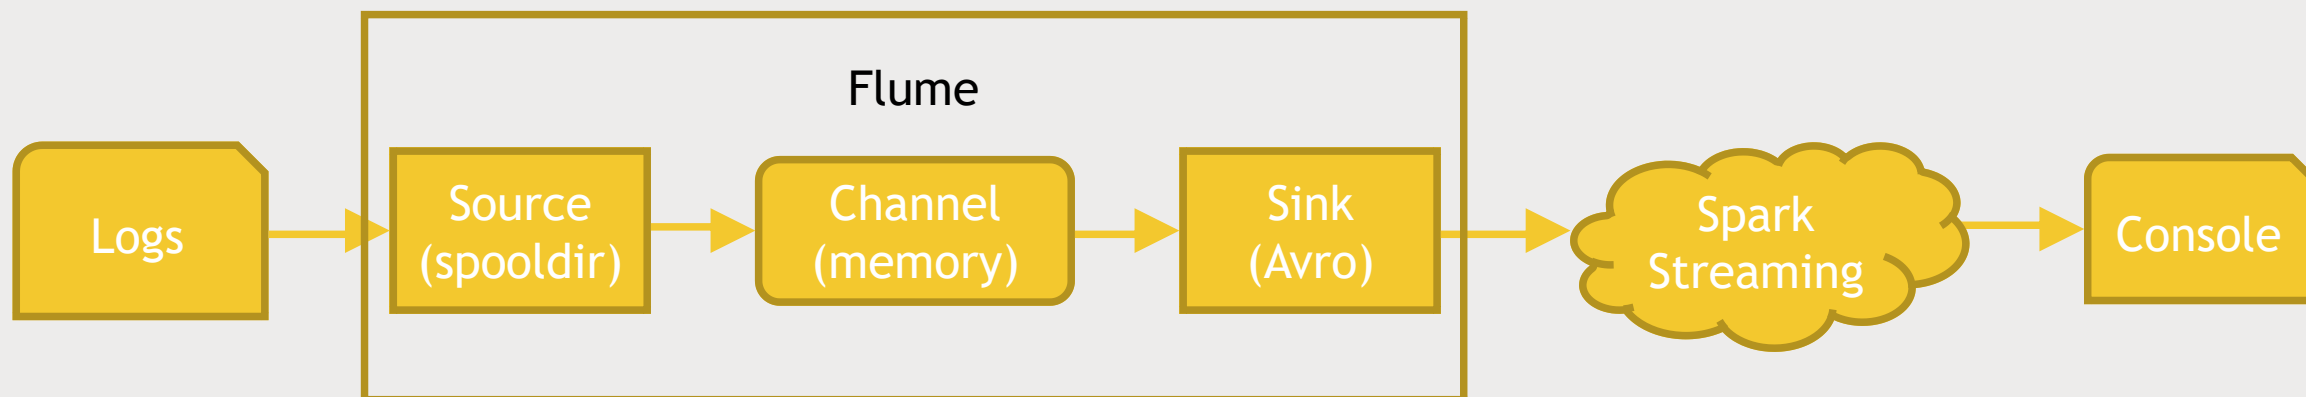 Flume
Logs
Source
(spooldir)
Channel
(memory)
Sink
(Avro)
Spark
Streaming
Console